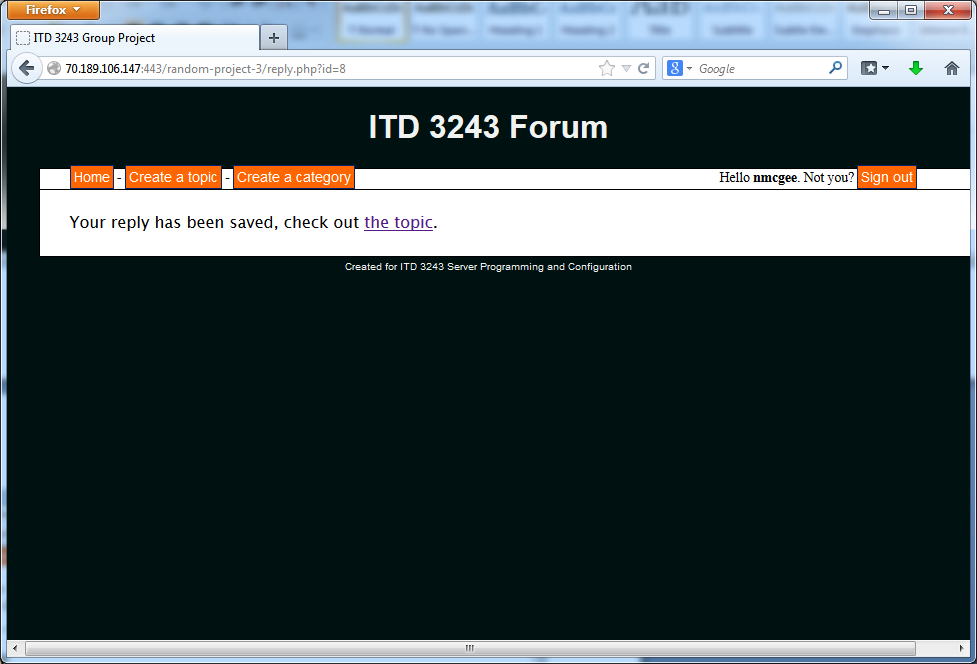 Firefox
ITD 3243 Group Project
70.189.106.147:443/random-project-3/reply.php?id=8
Google
ITD 3243 Forum
Home - Create a topic - Create a category
Hello nmcgee. Not you? Sign out
Your reply has been saved, check out the topic.
Created for ITD 3243 Server Programming and Configuration